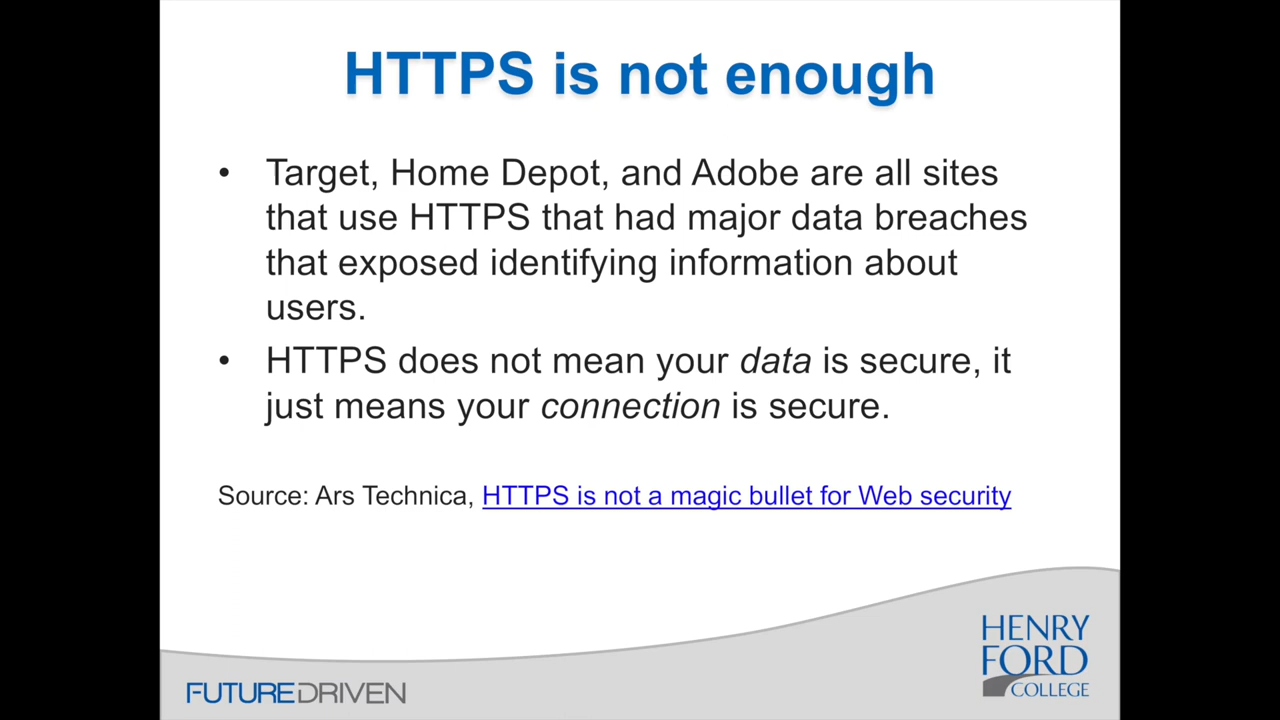 HTTPS is not enough
• Target, Home Depot, and Adobe are all sites
that use HTTPS that had major data breaches
that exposed identifying information about
users.
• HTTPS does not mean your data is secure, it
just means your connection is secure.
Source: Ars Technica, HTTPS is not a magic bullet for Web security
FUTUREDRIVEN
HENRY
FORD
COLLEGE